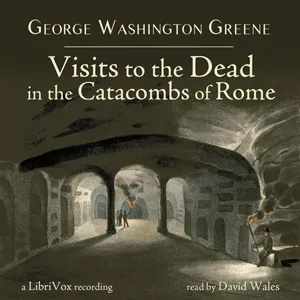 GEORGE WASHINGTON GREENE
Visits to the Dead
in the Catacombs of Rome
a LibriVox recording
read by David Wales